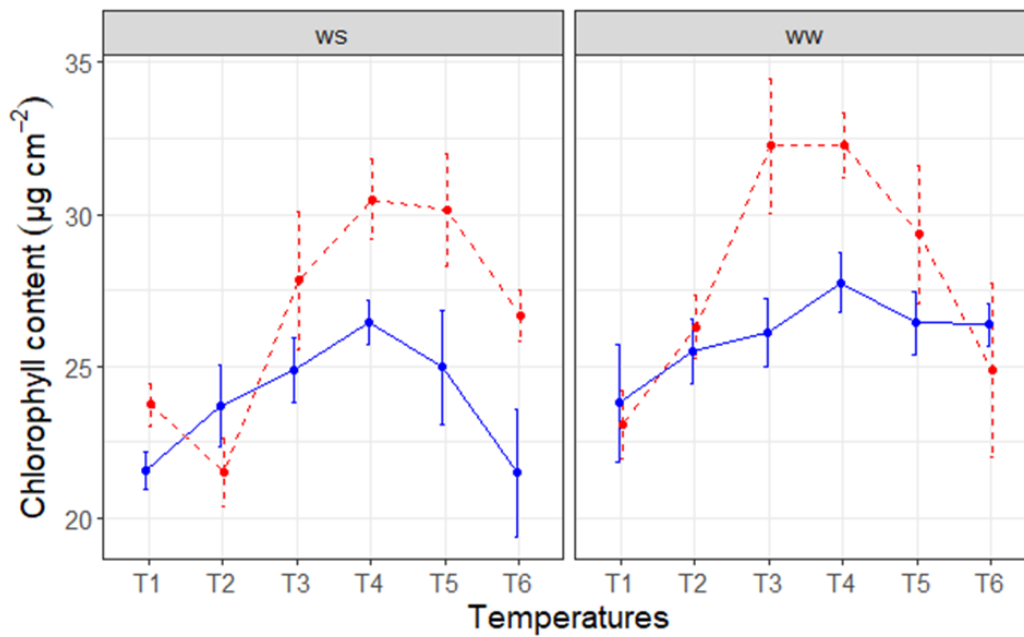 ws ww
35
30
25
20
Chlorophyll content (µg cm⁻²)
T1 T2 T3 T4 T5 T6 T1 T2 T3 T4 T5 T6
Temperatures